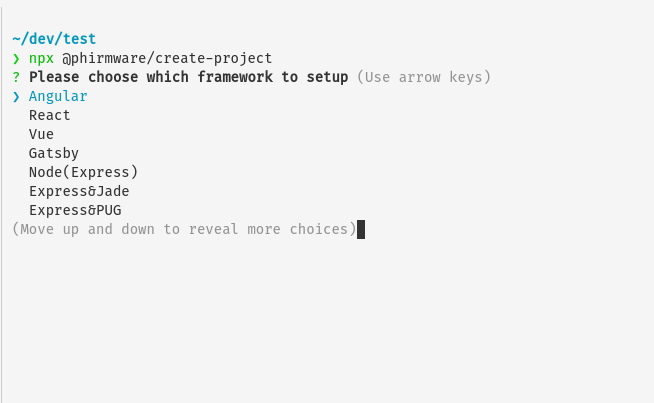 ~/dev/test
❯ npx @phirmware/create-project
? Please choose which framework to setup (Use arrow keys)
❯ Angular
React
Vue
Gatsby
Node(Express)
Express&Jade
Express&PUG
(Move up and down to reveal more choices)